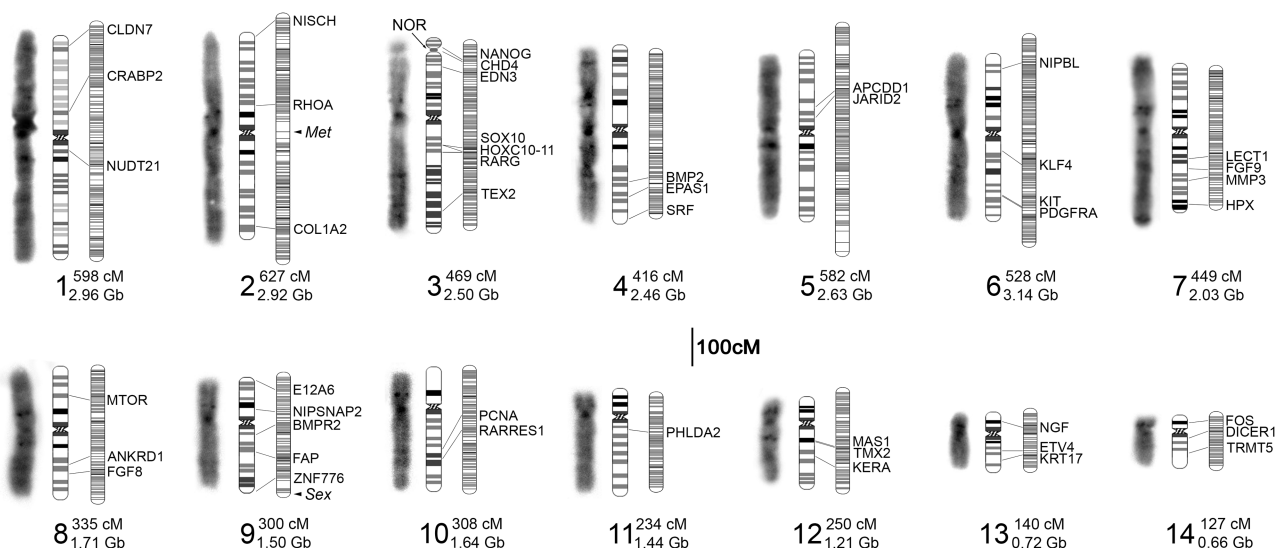 CLDN7
CRABP2
NUDT21
1 598 cM
2.96 Gb
NISCH
RHOA
Met
COL1A2
2 627 cM
2.92 Gb
NOR
NANOG
CHD4
EDN3
SOX10
HOXC10-11
RARG
TEX2
3 469 cM
2.50 Gb
BMP2
EPAS1
SRF
4 416 cM
2.46 Gb
APCDD1
JARID2
5 582 cM
2.63 Gb
NIPBL
KLF4
KIT
PDGFRA
6 528 cM
3.14 Gb
LECT1
FGF9
MMP3
HPX
7 449 cM
2.03 Gb
100cM
MTOR
ANKRD1
FGF8
8 335 cM
1.71 Gb
E12A6
NIPSNAP2
BMPR2
FAP
ZNF776
Sex
9 300 cM
1.50 Gb
PCNA
RARRES1
10 308 cM
1.64 Gb
PHLDA2
11 234 cM
1.44 Gb
MAS1
TMX2
KERA
12 250 cM
1.21 Gb
NGF
ETV4
KRT17
13 140 cM
0.72 Gb
FOS
DICER1
TRMT5
14 127 cM
0.66 Gb